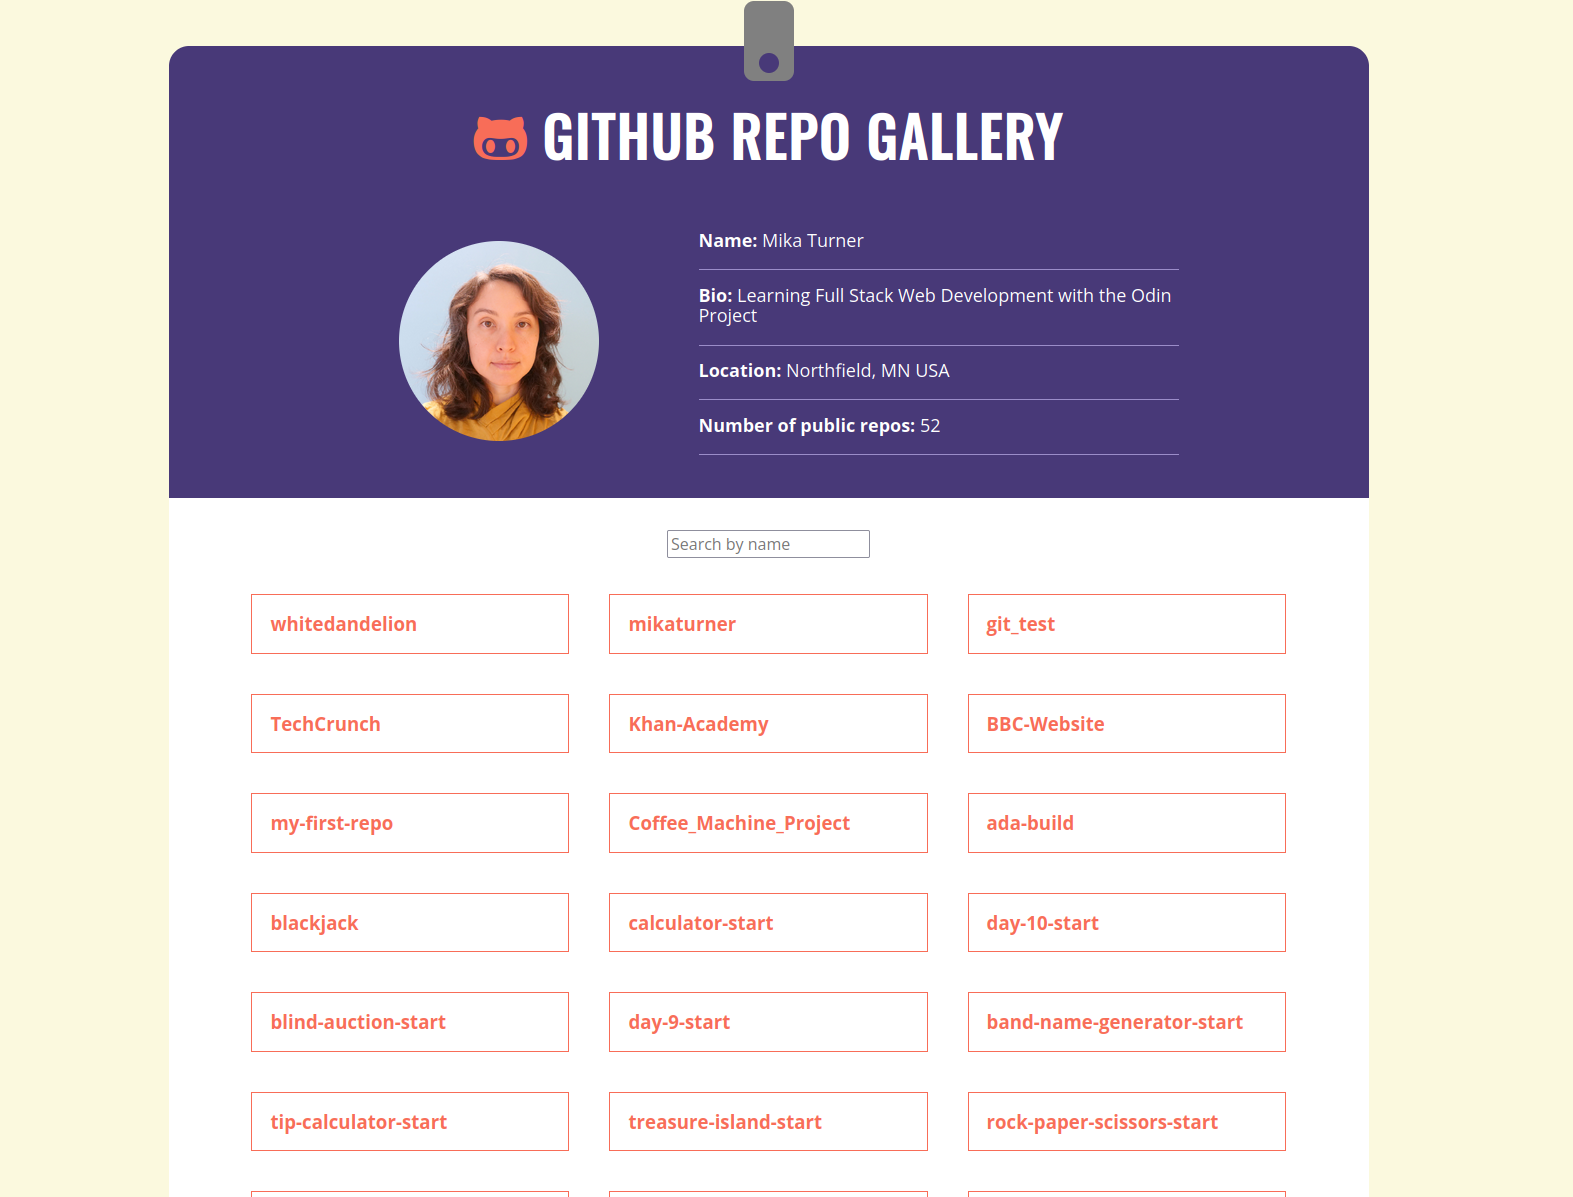 GITHUB REPO GALLERY
Name: Mika Turner
Bio: Learning Full Stack Web Development with the Odin
Project
Location: Northfield, MN USA
Number of public repos: 52
Search by name
whitedandelion
mikaturner
git_test
TechCrunch
Khan-Academy
BBC-Website
my-first-repo
Coffee_Machine_Project
ada-build
blackjack
calculator-start
day-10-start
blind-auction-start
day-9-start
band-name-generator-start
tip-calculator-start
treasure-island-start
rock-paper-scissors-start